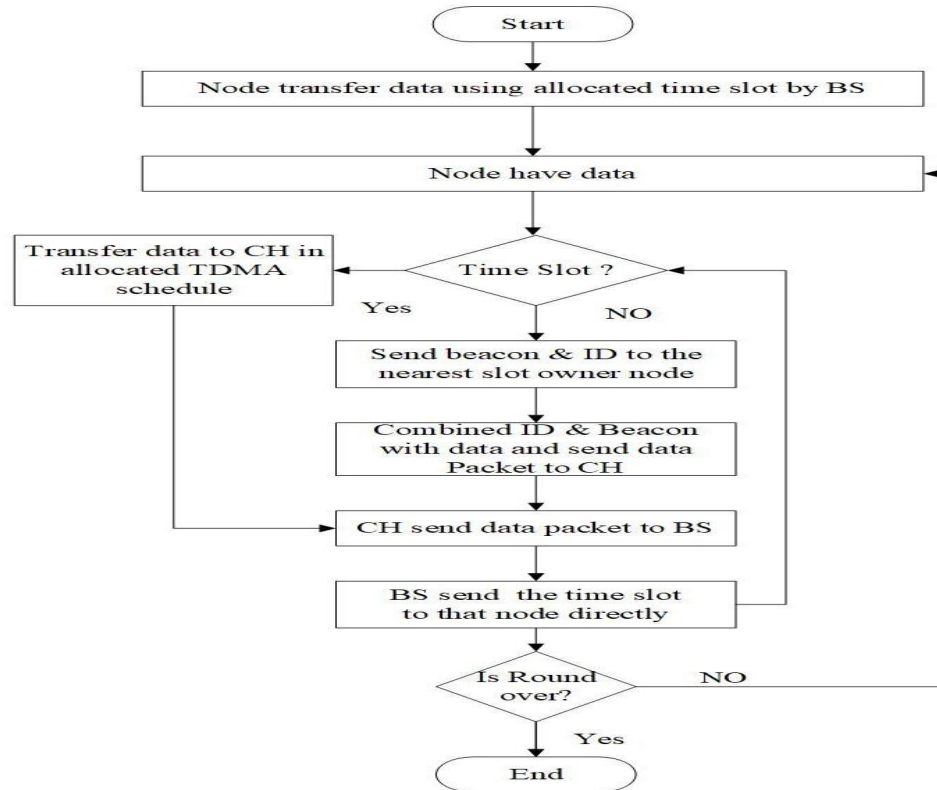 Start
Node transfer data using allocated time slot by BS
Node have data
Transfer data to CH in
allocated TDMA
schedule
Time Slot ?
Yes
NO
Send beacon & ID to the
nearest slot owner node
Combined ID & Beacon
with data and send data
Packet to CH
CH send data packet to BS
BS send the time slot
to that node directly
Is Round
over?
NO
Yes
End